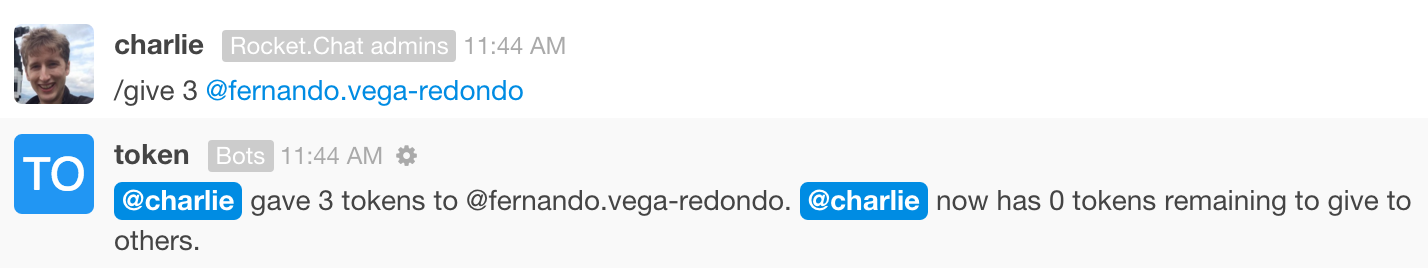 charlie Rocket.Chat admins 11:44 AM
/give 3 @fernando.vega-redondo
TO
token Bots 11:44 AM
@charlie gave 3 tokens to @fernando.vega-redondo. @charlie now has 0 tokens remaining to give to
others.